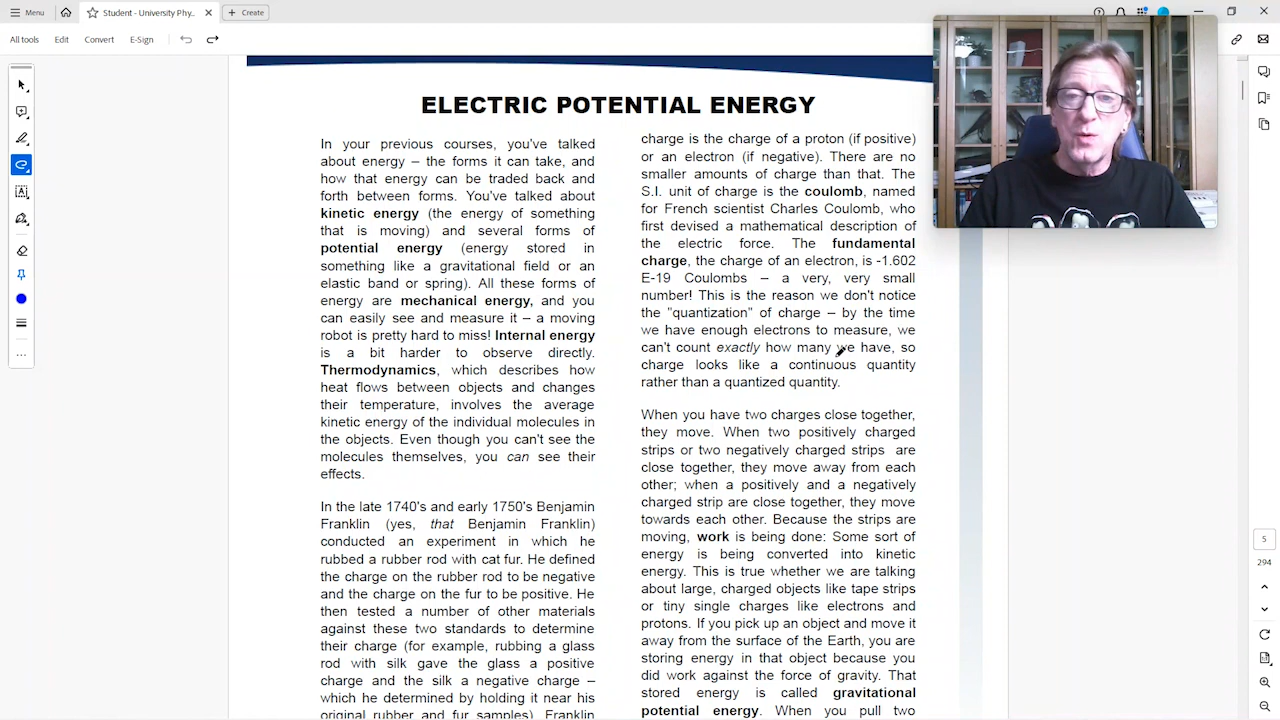 Menu
Student - University Phy...
Create
All tools
Edit
Convert
E-Sign
ELECTRIC POTENTIAL ENERGY
In your previous courses, you've talked
about energy – the forms it can take, and
how that energy can be traded back and
forth between forms. You've talked about
kinetic energy (the energy of something
that is moving) and several forms of
potential energy (energy stored in
something like a gravitational field or an
elastic band or spring). All these forms of
energy are mechanical energy, and you
can easily see and measure it – a moving
robot is pretty hard to miss! Internal energy
is a bit harder to observe directly.
Thermodynamics, which describes how
heat flows between objects and changes
their temperature, involves the average
kinetic energy of the individual molecules in
the objects. Even though you can't see the
molecules themselves, you can see their
effects.
In the late 1740's and early 1750's Benjamin
Franklin (yes, that Benjamin Franklin)
conducted an experiment in which he
rubbed a rubber rod with cat fur. He defined
the charge on the rubber rod to be negative
and the charge on the fur to be positive. He
then tested a number of other materials
against these two standards to determine
their charge (for example, rubbing a glass
rod with silk gave the glass a positive
charge and the silk a negative charge –
which he determined by holding it near his
original rubber and fur samples). Franklin
charge is the charge of a proton (if positive)
or an electron (if negative). There are no
smaller amounts of charge than that. The
S.I. unit of charge is the coulomb, named
for French scientist Charles Coulomb, who
first devised a mathematical description of
the electric force. The fundamental
charge, the charge of an electron, is -1.602
E-19 Coulombs – a very, very small
number! This is the reason we don't notice
the "quantization" of charge – by the time
we have enough electrons to measure, we
can't count exactly how many we have, so
charge looks like a continuous quantity
rather than a quantized quantity.
When you have two charges close together,
they move. When two positively charged
strips or two negatively charged strips are
close together, they move away from each
other; when a positively and a negatively
charged strip are close together, they move
towards each other. Because the strips are
moving, work is being done: Some sort of
energy is being converted into kinetic
energy. This is true whether we are talking
about large, charged objects like tape strips
or tiny single charges like electrons and
protons. If you pick up an object and move it
away from the surface of the Earth, you are
storing energy in that object because you
did work against the force of gravity. That
stored energy is called gravitational
potential energy. When you pull two
5
294